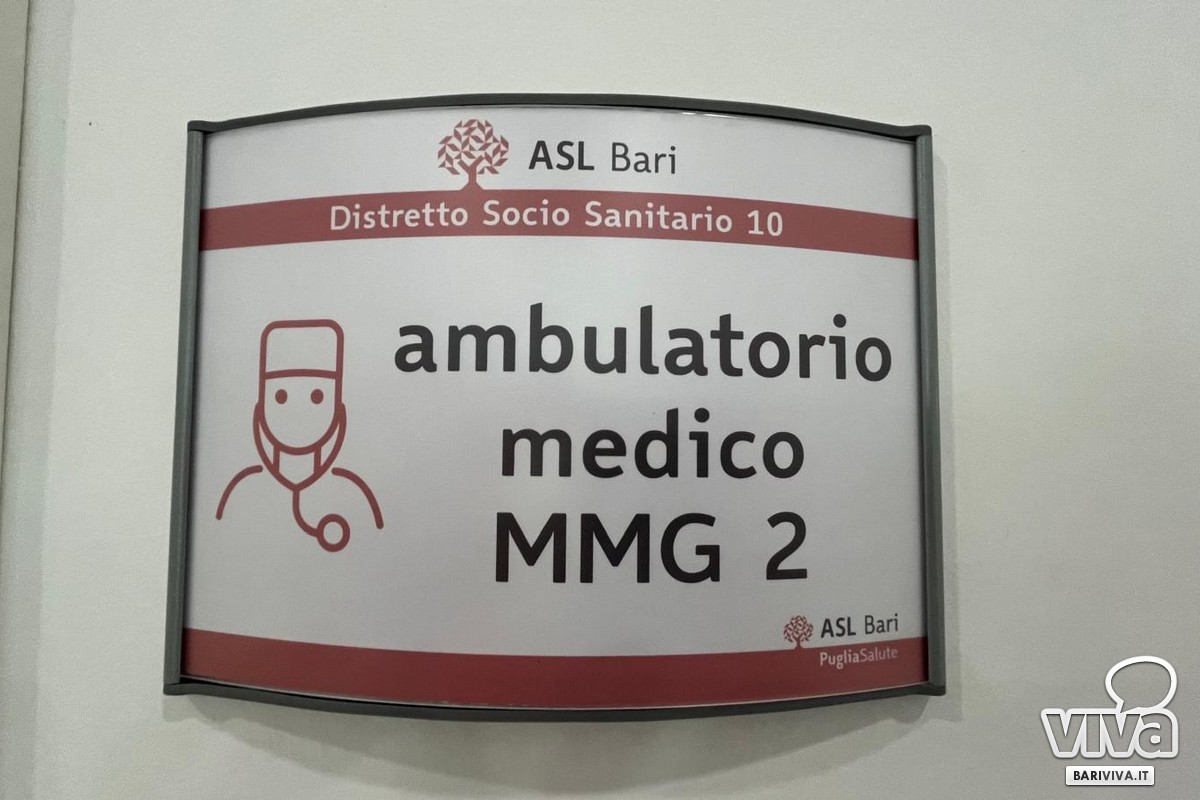 ASL Bari
Distretto Socio Sanitario 10
ambulatorio
medico
MMG 2
ASL Bari
PugliaSalute
viva
BARIVIVA.IT